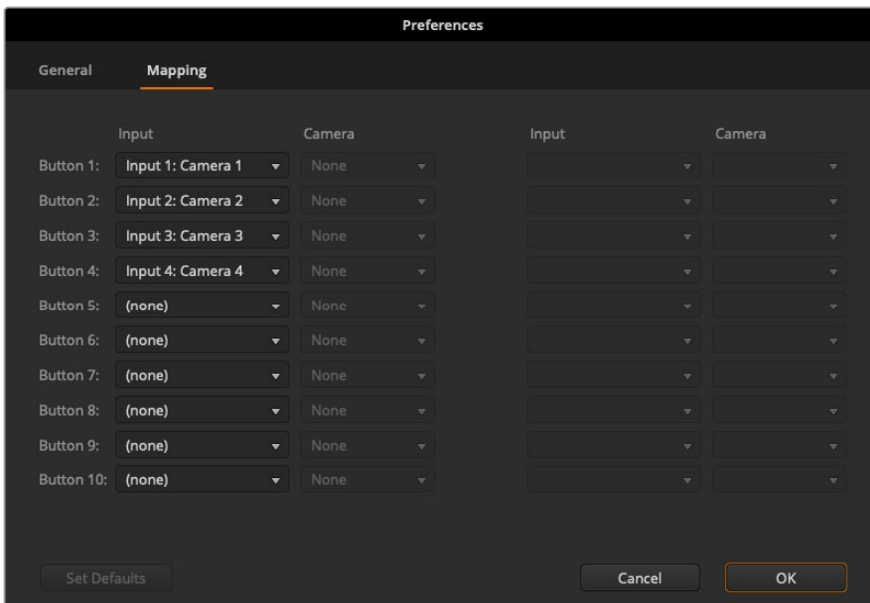 Preferences
General Mapping
Input Camera Input Camera
Button 1: Input 1: Camera 1 None
Button 2: Input 2: Camera 2 None
Button 3: Input 3: Camera 3 None
Button 4: Input 4: Camera 4 None
Button 5: (none) None
Button 6: (none) None
Button 7: (none) None
Button 8: (none) None
Button 9: (none) None
Button 10: (none) None
Set Defaults Cancel OK